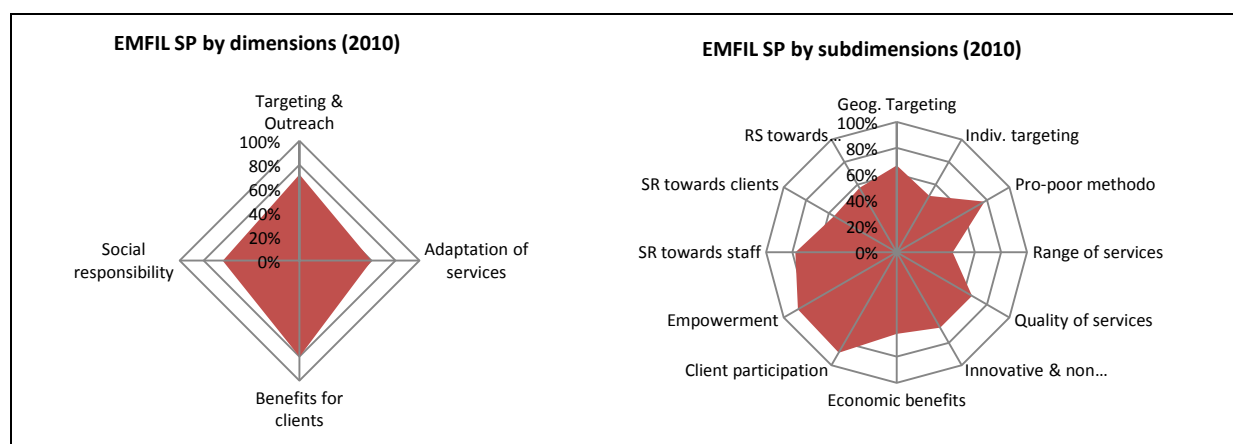 EMFIL SP by dimensions (2010)
Targeting &
Outreach
100%
80%
60%
40%
20%
0%
Social
responsibility
Adaptation of
services
Benefits for
clients
EMFIL SP by subdimensions (2010)
Geog. Targeting
RS towards...
Indiv. targeting
SR towards clients
Pro-poor methodo
SR towards staff
Range of services
Empowerment
Quality of services
Client participation
Innovative & non...
Economic benefits
100%
80%
60%
40%
20%
0%